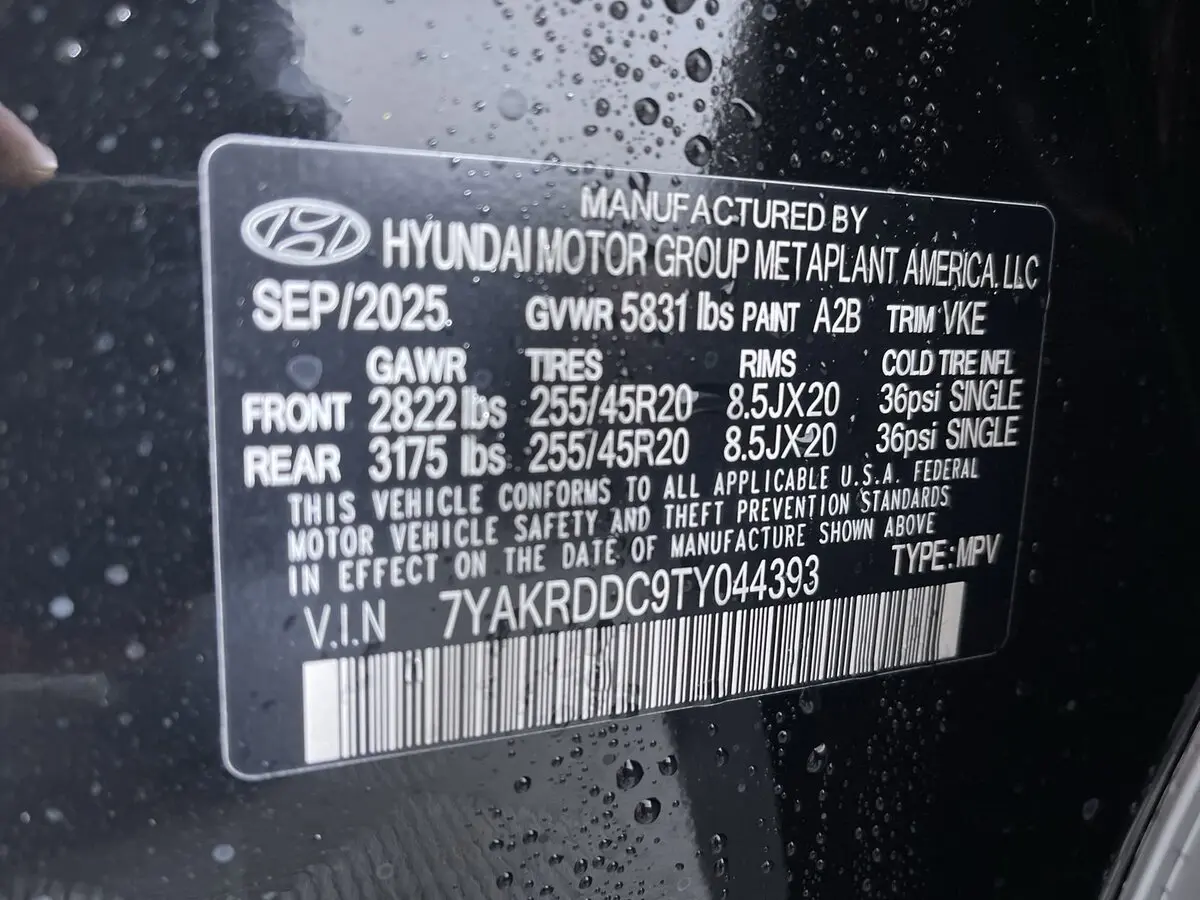 MANUFACTURED BY
HYUNDAI MOTOR GROUP METAPLANT AMERICA. LLC
SEP/2025 GVWR 5831 lbs PAINT A2B TRIM VKE
GAWR TIRES RIMS COLD TIRE INFL
FRONT 2822 lbs 255/45R20 8.5JX20 36psi SINGLE
REAR 3175 lbs 255/45R20 8.5JX20 36psi SINGLE
THIS VEHICLE CONFORMS TO ALL APPLICABLE U.S.A. FEDERAL
MOTOR VEHICLE SAFETY AND THEFT PREVENTION STANDARDS
IN EFFECT ON THE DATE OF MANUFACTURE SHOWN ABOVE
V.I.N 7YAKRDDC9TY044393 TYPE:MPV